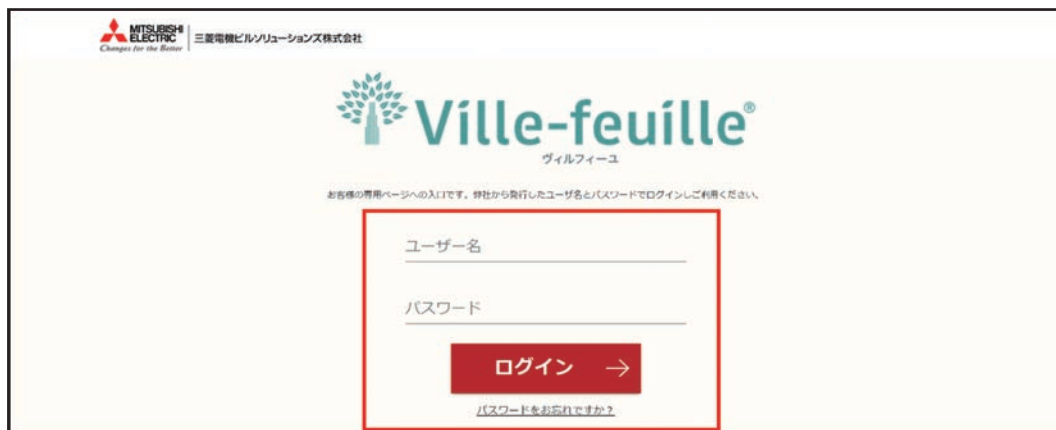 MITSUBISHI
ELECTRIC
Changes for the Better
三菱電機ビルソリューションズ株式会社
Ville-feuille®
ヴィルフィーユ
お客様の専用ページへの入口です。弊社から発行したユーザ名とパスワードでログインしご利用ください。
ユーザー名
パスワード
ログイン →
パスワードをお忘れですか?